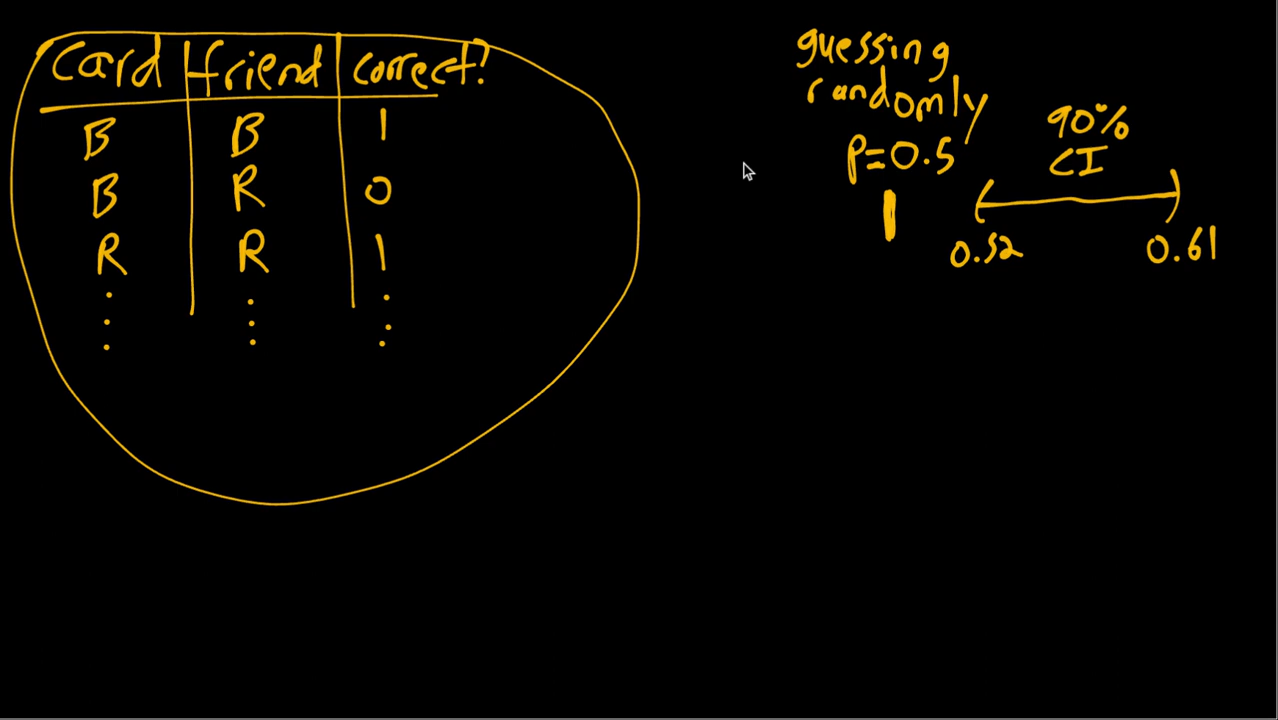 card friend correct?
B B 1
B R 0
R R 1
guessing
randomly
p=0.5
90%
CI
0.52 0.61